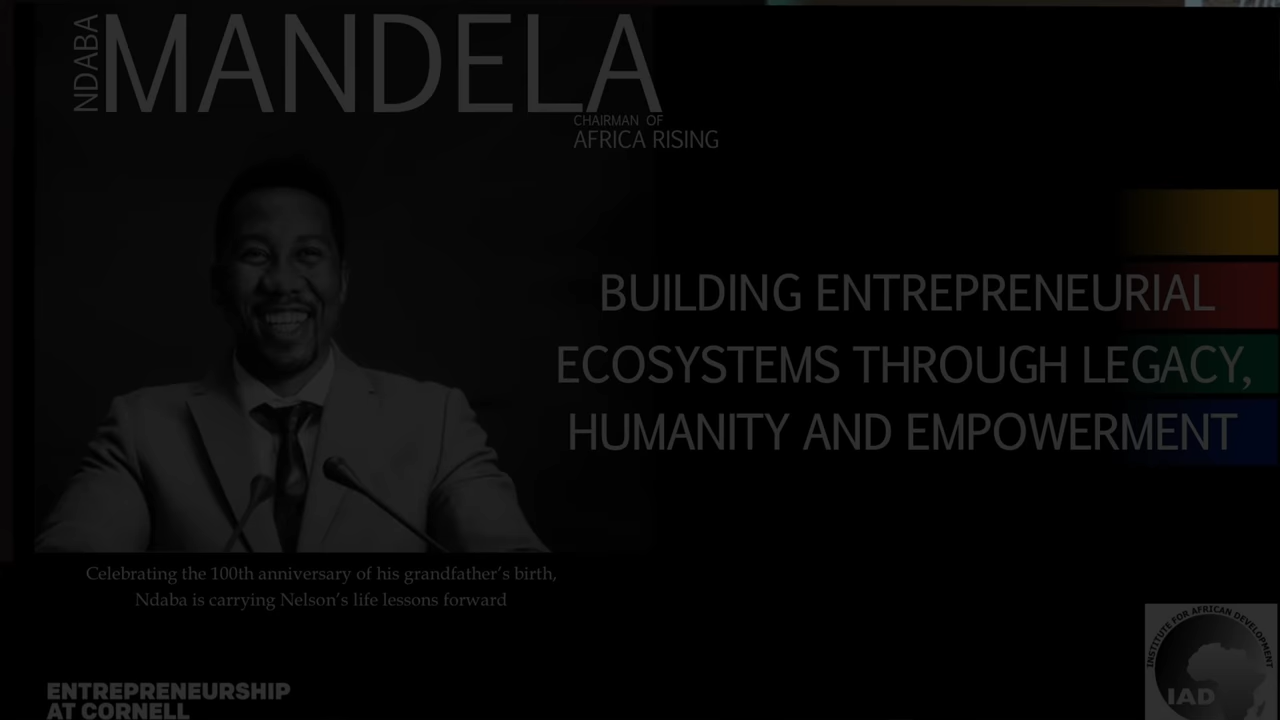 NDABA
MANDELA
CHAIRMAN OF
AFRICA RISING
BUILDING ENTREPRENEURIAL
ECOSYSTEMS THROUGH LEGACY,
HUMANITY AND EMPOWERMENT
Celebrating the 100th anniversary of his grandfather's birth,
Ndaba is carrying Nelson's life lessons forward
INSTITUTE FOR AFRICAN DEVELOPMENT
IAD
ENTREPRENEURSHIP
AT CORNELL